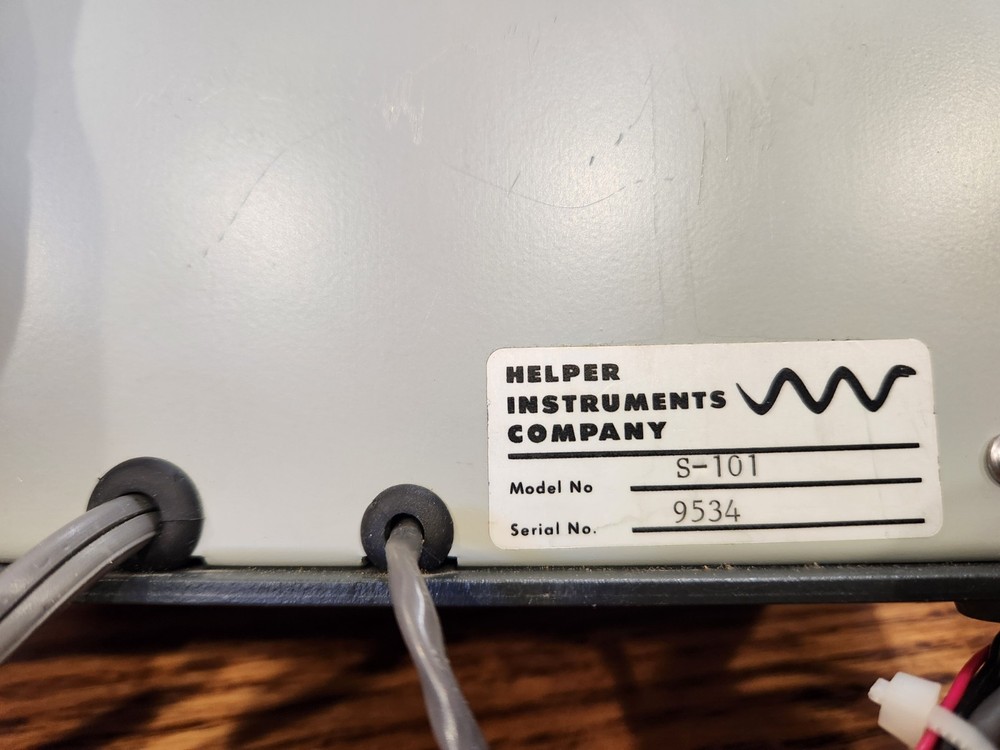 HELPER
INSTRUMENTS
COMPANY
Model No S-101
Serial No. 9534